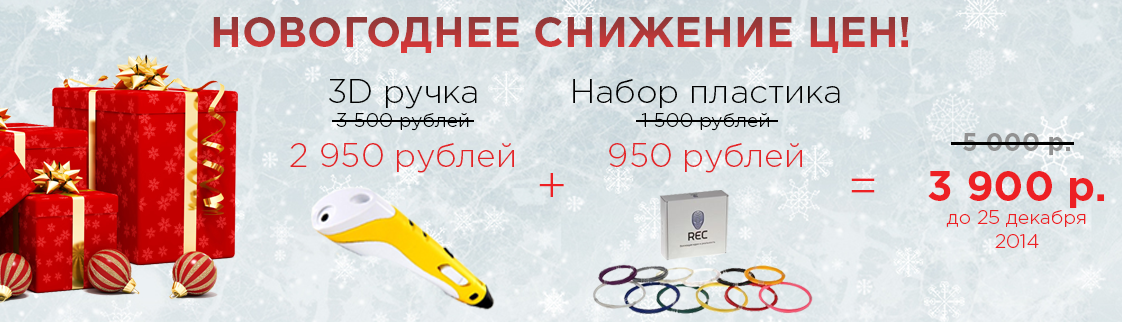 НОВОГОДНЕЕ СНИЖЕНИЕ ЦЕН!
3D ручка
3 500 рублей
2 950 рублей
+
Набор пластика
1 500 рублей
950 рублей
REC
=
5 000 р.
3 900 р.
до 25 декабря
2014